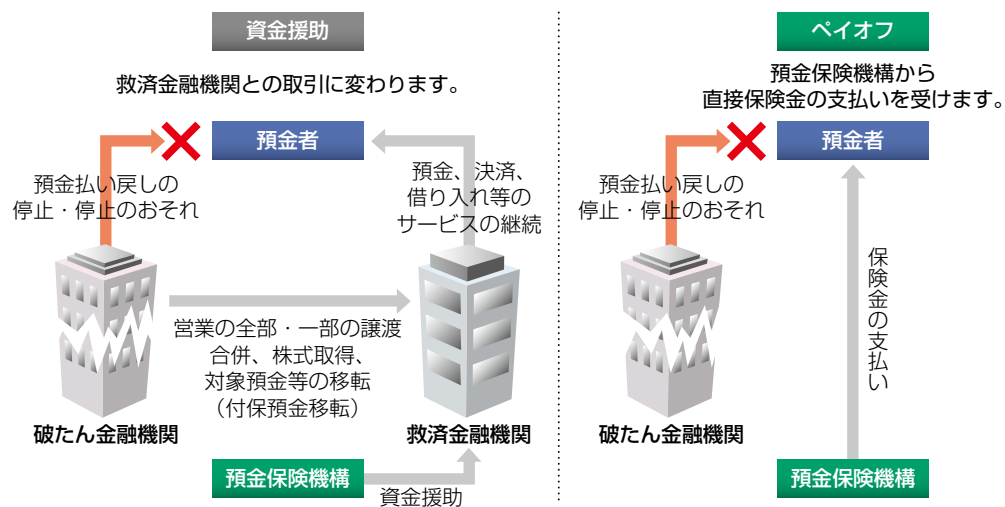 資金援助
救済金融機関との取引に変わります。
預金者
預金払い戻しの
停止・停止のおそれ
預金、決済、
借り入れ等の
サービスの継続
営業の全部・一部の譲渡
合併、株式取得、
対象預金等の移転
（付保預金移転）
破たん金融機関
救済金融機関
預金保険機構
資金援助
ペイオフ
預金保険機構から
直接保険金の支払いを受けます。
預金者
預金払い戻しの
停止・停止のおそれ
保険金の支払い
破たん金融機関
預金保険機構